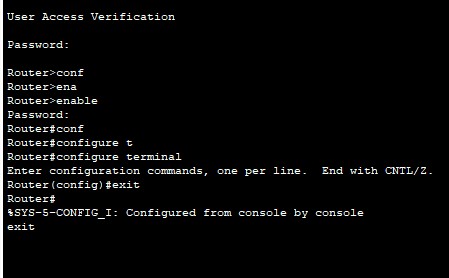 User Access Verification
Password:
Router>conf
Router>ena
Router>enable
Password:
Router#conf
Router#configure t
Router#configure terminal
Enter configuration commands, one per line.  End with CNTL/Z.
Router(config)#exit
Router#
%SYS-5-CONFIG_I: Configured from console by console
exit